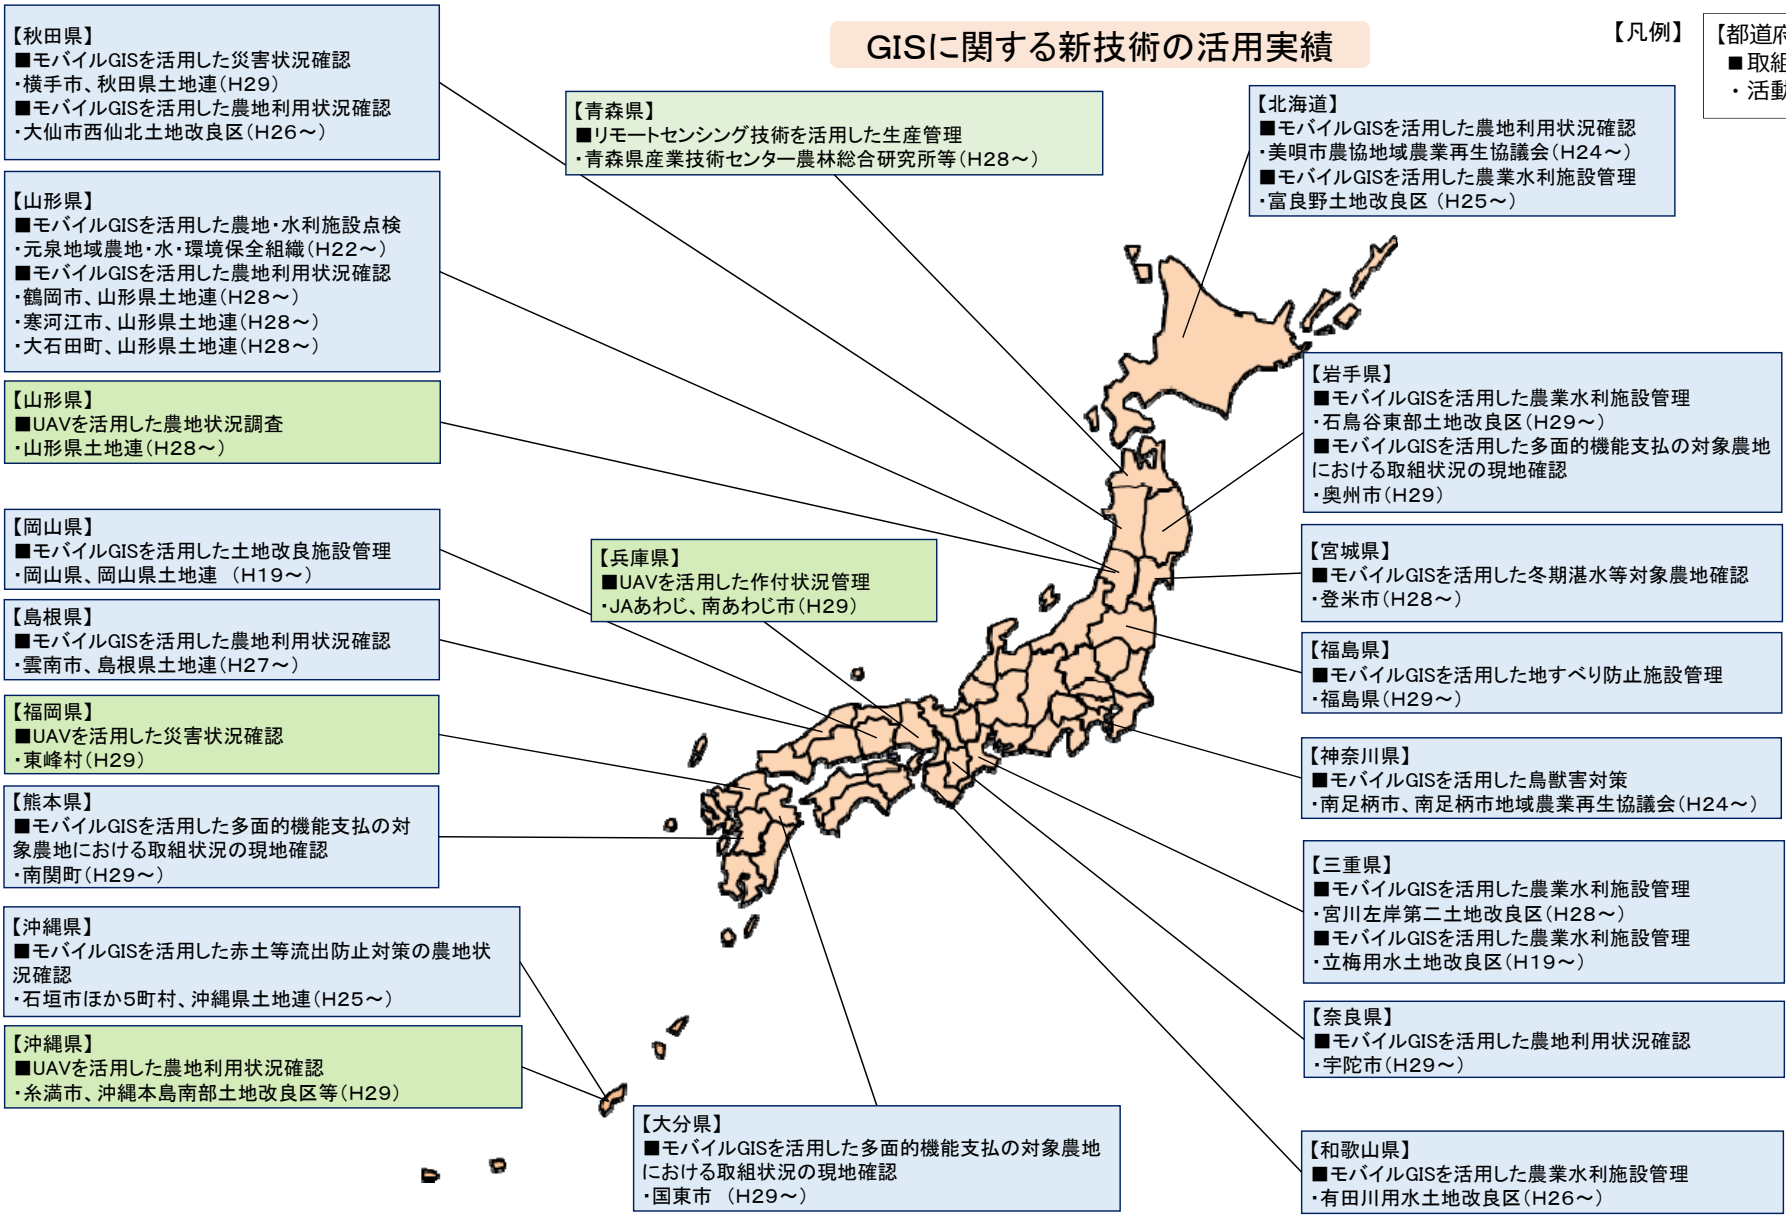 GISに関する新技術の活用実績
【凡例】
【都道府
■取組
・活動
【秋田県】
■モバイルGISを活用した災害状況確認
・横手市、秋田県土地連(H29)
■モバイルGISを活用した農地利用状況確認
・大仙市西仙北土地改良区(H26～)
【青森県】
■リモートセンシング技術を活用した生産管理
・青森県産業技術センター農林総合研究所等(H28～)
【北海道】
■モバイルGISを活用した農地利用状況確認
・美唄市農協地域農業再生協議会(H24～)
■モバイルGISを活用した農業水利施設管理
・富良野土地改良区 (H25～)
【山形県】
■モバイルGISを活用した農地・水利施設点検
・元泉地域農地・水・環境保全組織(H22～)
■モバイルGISを活用した農地利用状況確認
・鶴岡市、山形県土地連(H28～)
・寒河江市、山形県土地連(H28～)
・大石田町、山形県土地連(H28～)
【山形県】
■UAVを活用した農地状況調査
・山形県土地連(H28～)
【岩手県】
■モバイルGISを活用した農業水利施設管理
・石鳥谷東部土地改良区(H29～)
■モバイルGISを活用した多面的機能支払の対象農地
における取組状況の現地確認
・奥州市(H29)
【岡山県】
■モバイルGISを活用した土地改良施設管理
・岡山県、岡山県土地連 (H19～)
【兵庫県】
■UAVを活用した作付状況管理
・JAあわじ、南あわじ市(H29)
【宮城県】
■モバイルGISを活用した冬期湛水等対象農地確認
・登米市(H28～)
【島根県】
■モバイルGISを活用した農地利用状況確認
・雲南市、島根県土地連(H27～)
【福島県】
■モバイルGISを活用した地すべり防止施設管理
・福島県(H29～)
【福岡県】
■UAVを活用した災害状況確認
・東峰村(H29)
【神奈川県】
■モバイルGISを活用した鳥獣害対策
・南足柄市、南足柄市地域農業再生協議会(H24～)
【熊本県】
■モバイルGISを活用した多面的機能支払の対
象農地における取組状況の現地確認
・南関町(H29～)
【三重県】
■モバイルGISを活用した農業水利施設管理
・宮川左岸第二土地改良区(H28～)
■モバイルGISを活用した農業水利施設管理
・立梅用水土地改良区(H19～)
【沖縄県】
■モバイルGISを活用した赤土等流出防止対策の農地状
況確認
・石垣市ほか5町村、沖縄県土地連(H25～)
【奈良県】
■モバイルGISを活用した農地利用状況確認
・宇陀市(H29～)
【沖縄県】
■UAVを活用した農地利用状況確認
・糸満市、沖縄本島南部土地改良区等(H29)
【大分県】
■モバイルGISを活用した多面的機能支払の対象農地
における取組状況の現地確認
・国東市 (H29～)
【和歌山県】
■モバイルGISを活用した農業水利施設管理
・有田川用水土地改良区(H26～)